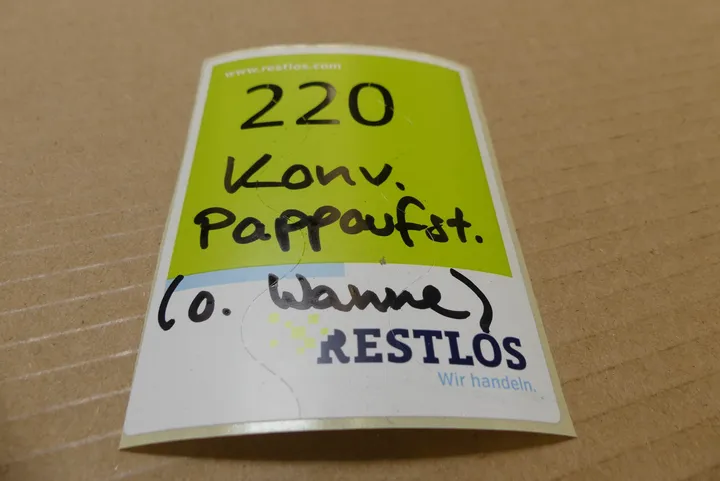 www.restlos.com
220
Konv.
Pappaufst.
(o. Wanne)
RESTLOS
Wir handeln.